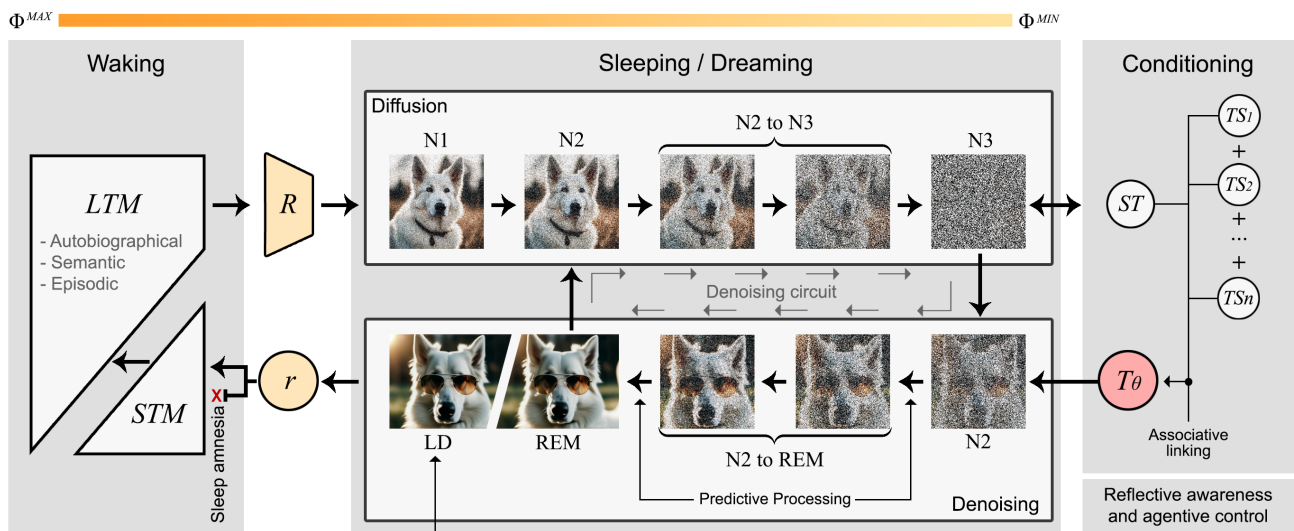 Φ^MAX
Φ^MIN
Waking
Sleeping / Dreaming
Conditioning
Diffusion
N1
N2
N2 to N3
N3
LTM
- Autobiographical
- Semantic
- Episodic
R
ST
TS1
+
TS2
+
...
+
TSn
Denoising circuit
STM
Sleep amnesia
X
r
LD
REM
N2 to REM
N2
Tθ
Predictive Processing
Denoising
Associative
linking
Reflective awareness
and agentive control